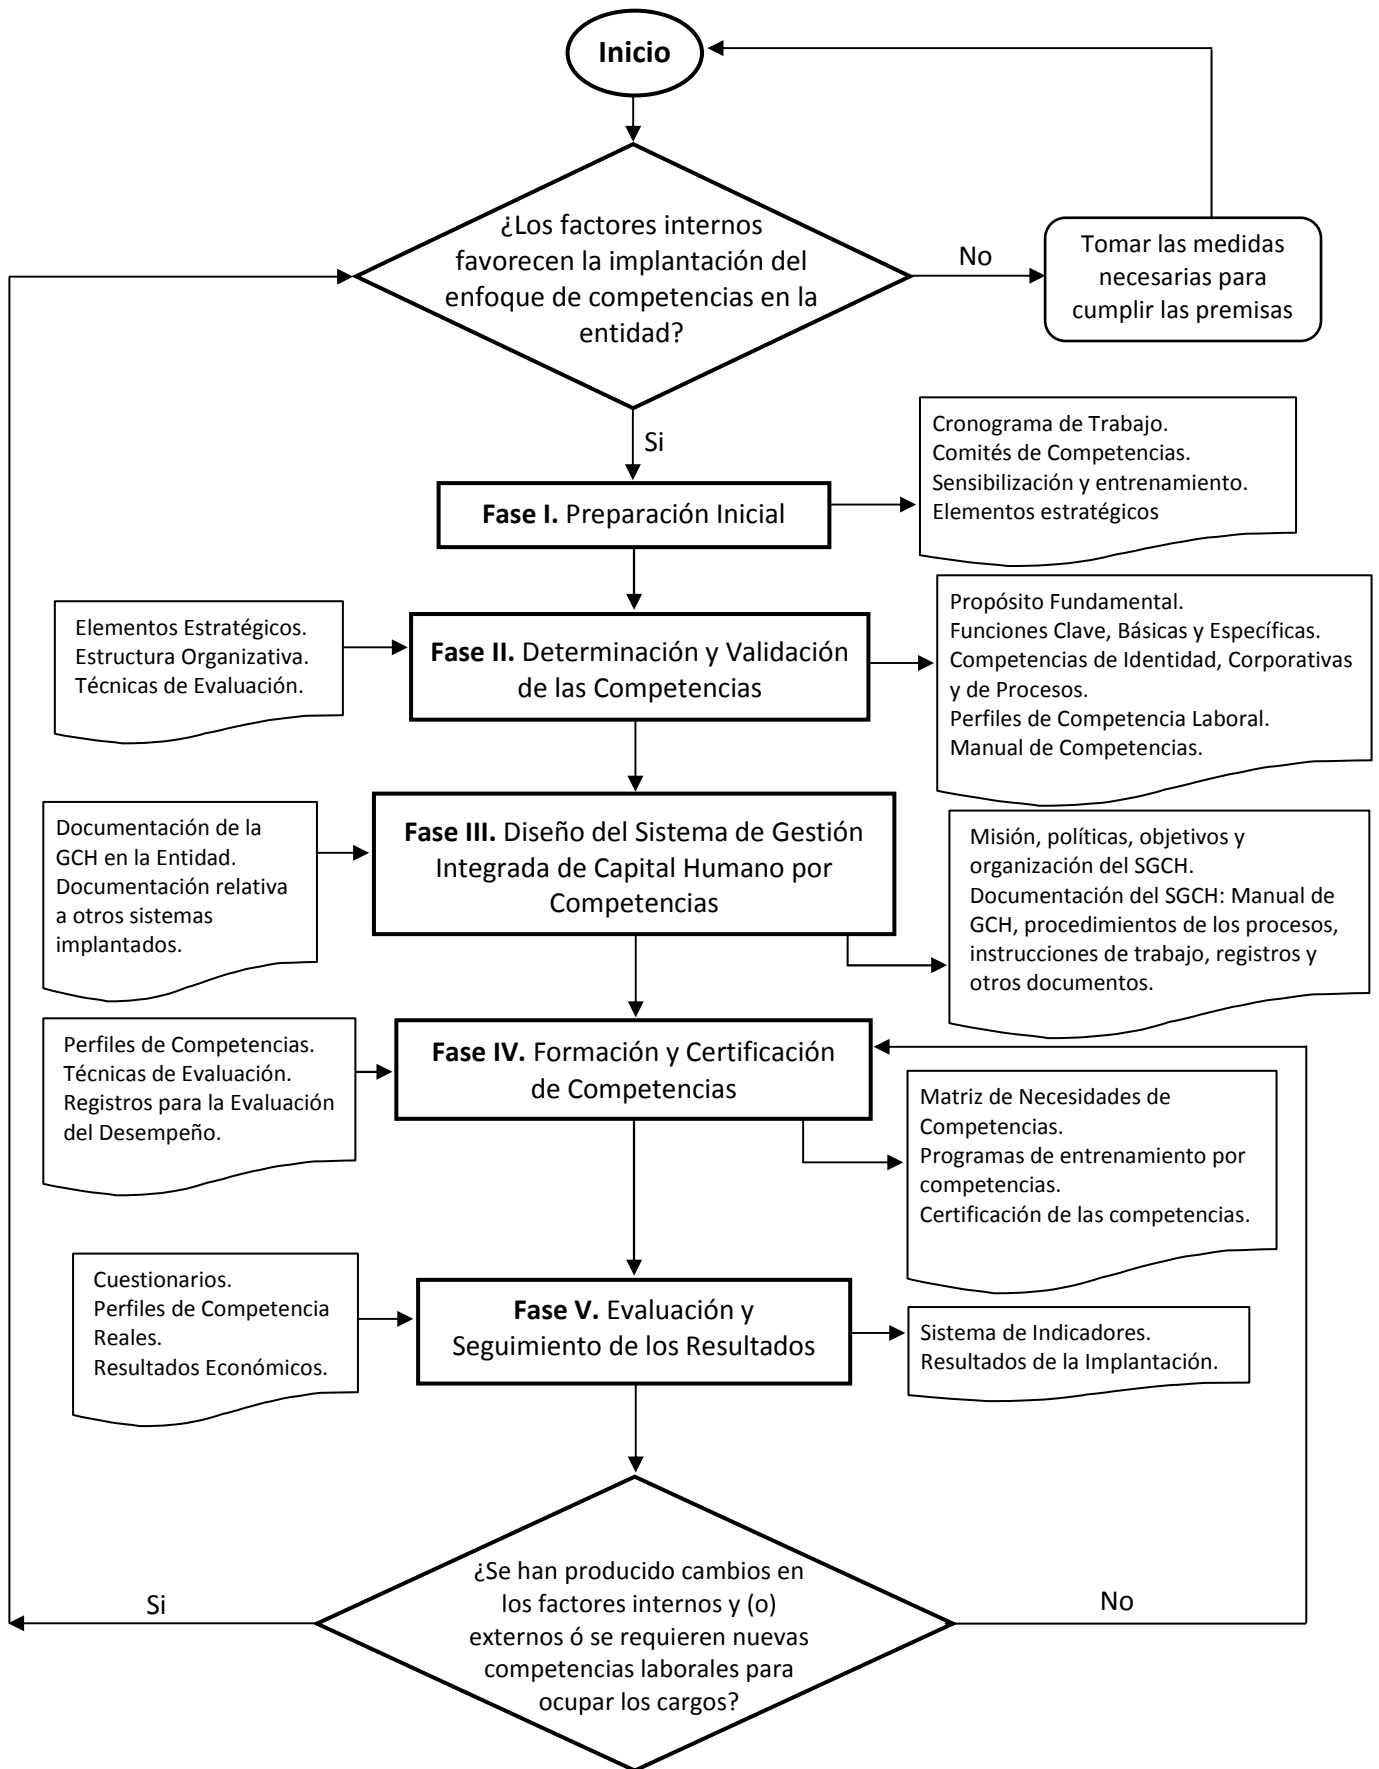 Inicio
¿Los factores internos
favorecen la implantación del
enfoque de competencias en la
entidad?
No
Tomar las medidas
necesarias para
cumplir las premisas
Si
Cronograma de Trabajo.
Comités de Competencias.
Sensibilización y entrenamiento.
Elementos estratégicos
Fase I. Preparación Inicial
Elementos Estratégicos.
Estructura Organizativa.
Técnicas de Evaluación.
Fase II. Determinación y Validación
de las Competencias
Propósito Fundamental.
Funciones Clave, Básicas y Específicas.
Competencias de Identidad, Corporativas
y de Procesos.
Perfiles de Competencia Laboral.
Manual de Competencias.
Documentación de la
GCH en la Entidad.
Documentación relativa
a otros sistemas
implantados.
Fase III. Diseño del Sistema de Gestión
Integrada de Capital Humano por
Competencias
Misión, políticas, objetivos y
organización del SGCH.
Documentación del SGCH: Manual de
GCH, procedimientos de los procesos,
instrucciones de trabajo, registros y
otros documentos.
Perfiles de Competencias.
Técnicas de Evaluación.
Registros para la Evaluación
del Desempeño.
Fase IV. Formación y Certificación
de Competencias
Matriz de Necesidades de
Competencias.
Programas de entrenamiento por
competencias.
Certificación de las competencias.
Cuestionarios.
Perfiles de Competencia
Reales.
Resultados Económicos.
Fase V. Evaluación y
Seguimiento de los Resultados
Sistema de Indicadores.
Resultados de la Implantación.
Si
¿Se han producido cambios en
los factores internos y (o)
externos ó se requieren nuevas
competencias laborales para
ocupar los cargos?
No